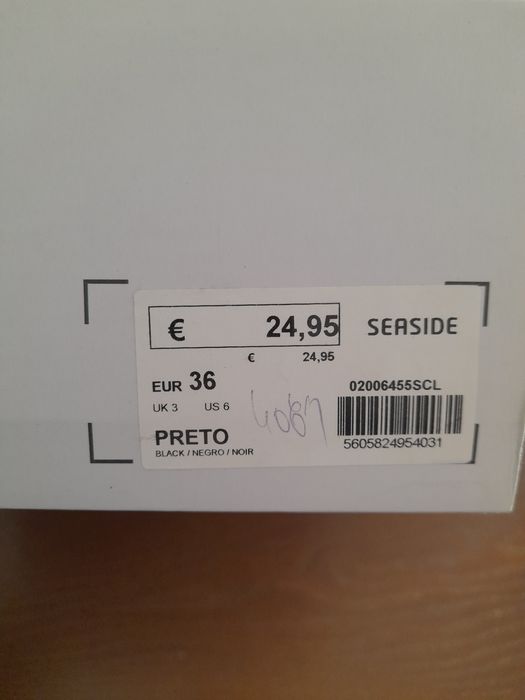 € 24,95
SEASIDE
€ 24,95
EUR 36
UK 3 US 6
02006455SCL
PRETO
BLACK / NEGRO / NOIR
5605824954031